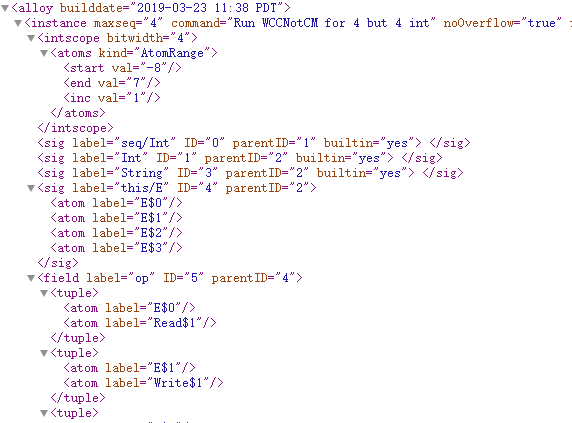 <alloy builddate="2019-03-23 11:38 PDT">
<instance maxseq="4" command="Run WCCNotCM for 4 but 4 int" noOverflow="true"
<intscope bitwidth="4">
<atoms kind="AtomRange">
<start val="-8"/>
<end val="7"/>
<inc val="1"/>
</atoms>
</intscope>
<sig label="seq/Int" ID="0" parentID="1" builtin="yes"> </sig>
<sig label="Int" ID="1" parentID="2" builtin="yes"> </sig>
<sig label="String" ID="3" parentID="2" builtin="yes"> </sig>
<sig label="this/E" ID="4" parentID="2">
<atom label="E$0"/>
<atom label="E$1"/>
<atom label="E$2"/>
<atom label="E$3"/>
</sig>
<field label="op" ID="5" parentID="4">
<tuple>
<atom label="E$0"/>
<atom label="Read$1"/>
</tuple>
<tuple>
<atom label="E$1"/>
<atom label="Write$1"/>
</tuple>
<tuple>